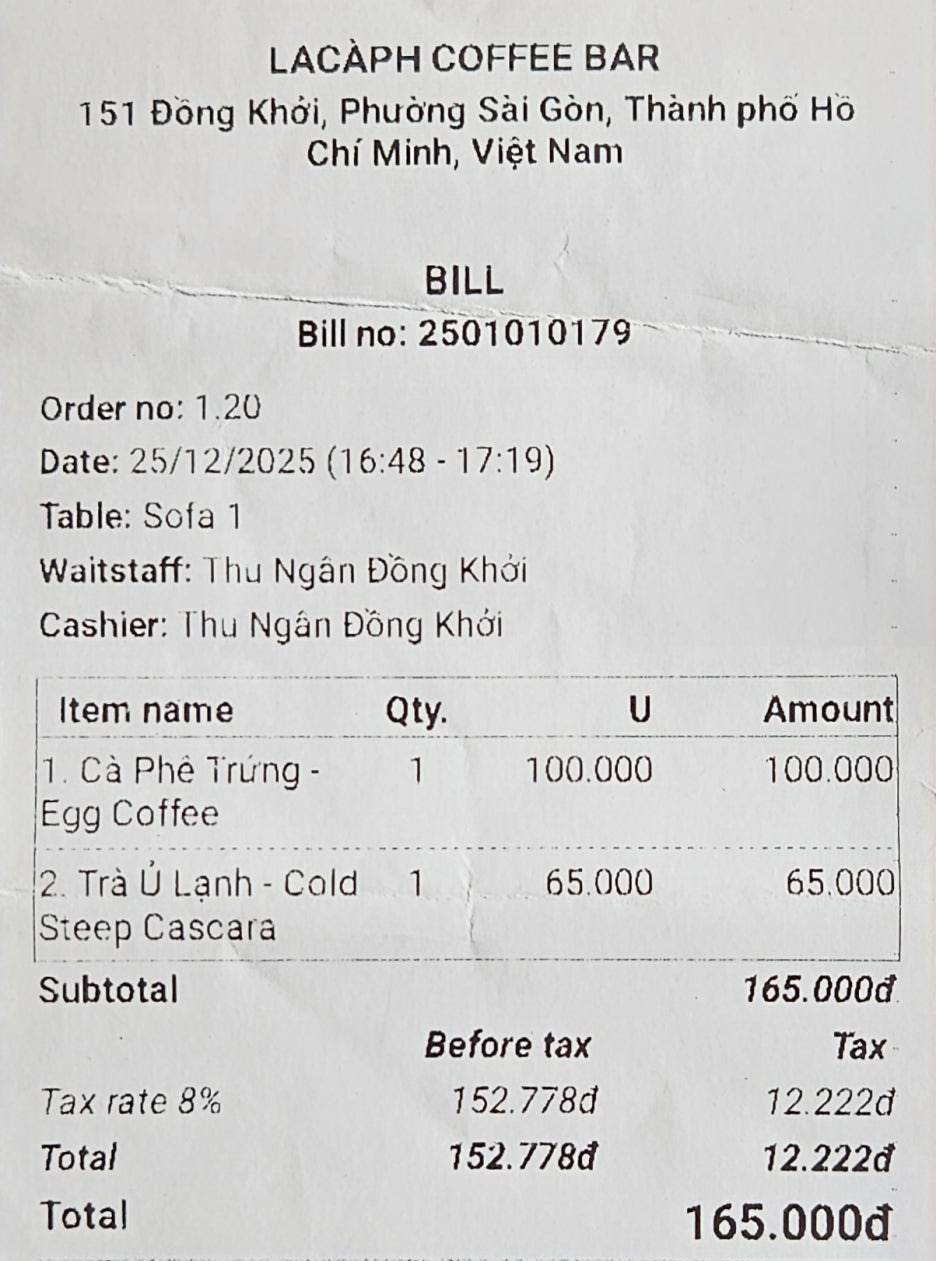 LACÀPH COFFEE BAR
151 Đồng Khởi, Phường Sài Gòn, Thành phố Hồ
Chí Minh, Việt Nam
BILL
Bill no: 2501010179
Order no: 1.20
Date: 25/12/2025 (16:48 - 17:19)
Table: Sofa 1
Waitstaff: Thu Ngân Đồng Khởi
Cashier: Thu Ngân Đồng Khởi
Item name Qty. U Amount
1. Cà Phê Trứng - 1 100.000 100.000
Egg Coffee
2. Trà Ủ Lạnh - Cold 1 65.000 65.000
Steep Cascara
Subtotal 165.000đ
Before tax Tax
Tax rate 8% 152.778đ 12.222đ
Total 152.778đ 12.222đ
Total 165.000đ